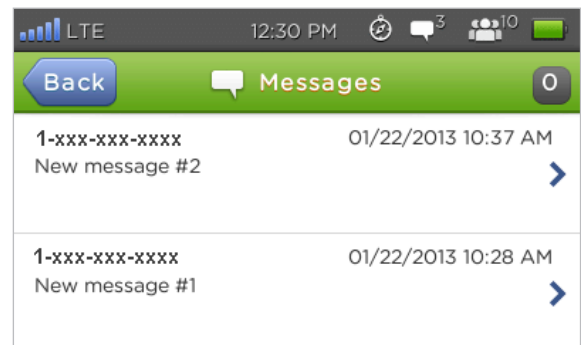 LTE 12:30 PM 3 10
Back Messages 0
1-xxx-xxx-xxxx 01/22/2013 10:37 AM
New message #2
1-xxx-xxx-xxxx 01/22/2013 10:28 AM
New message #1